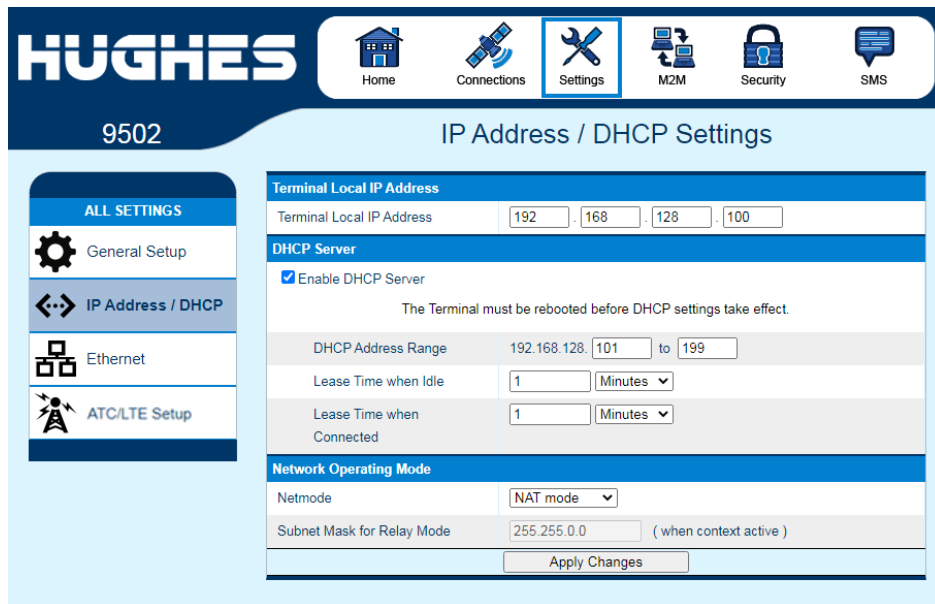 HUGHES
Home Connections Settings M2M Security SMS
9502
IP Address / DHCP Settings
ALL SETTINGS
General Setup
IP Address / DHCP
Ethernet
ATC/LTE Setup
Terminal Local IP Address
Terminal Local IP Address 192 . 168 . 128 . 100
DHCP Server
Enable DHCP Server
The Terminal must be rebooted before DHCP settings take effect.
DHCP Address Range 192.168.128. 101 to 199
Lease Time when Idle 1 Minutes
Lease Time when 1 Minutes
Connected
Network Operating Mode
Netmode NAT mode
Subnet Mask for Relay Mode 255.255.0.0 ( when context active )
Apply Changes